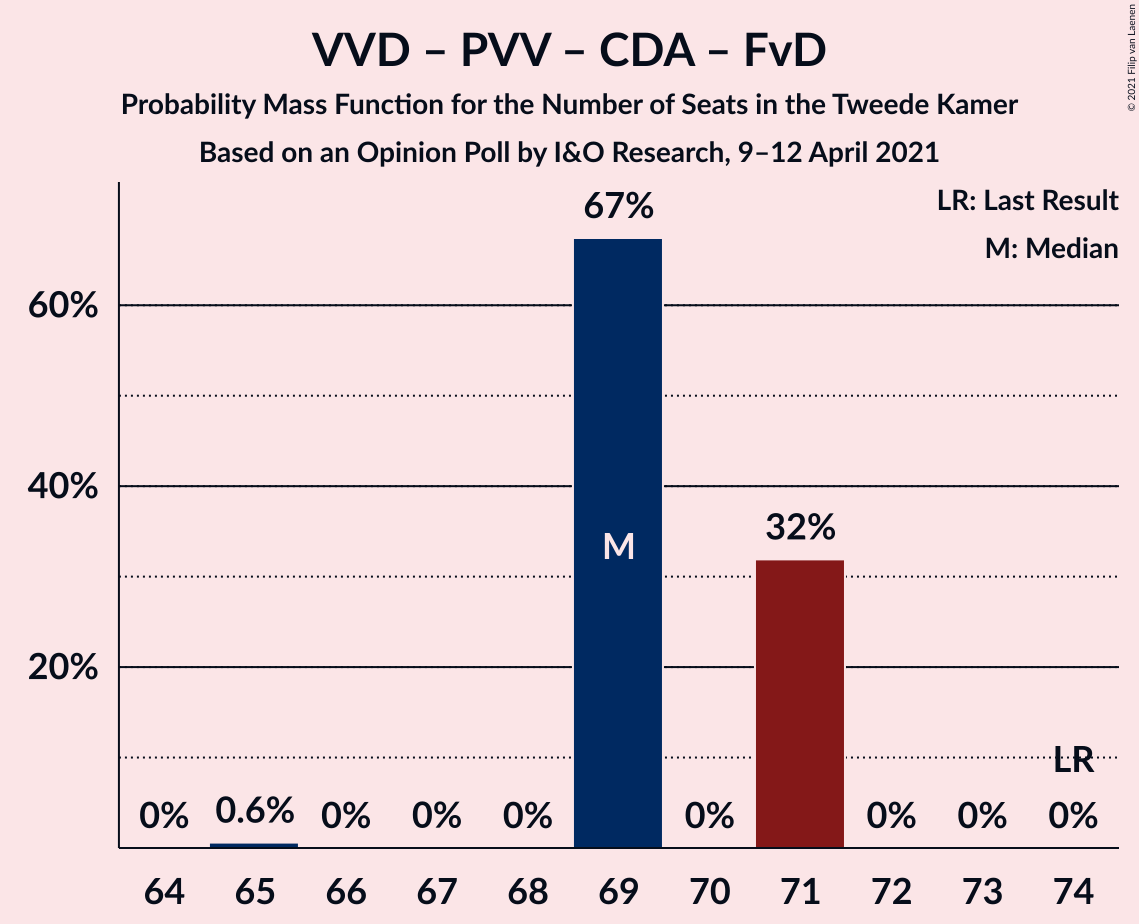 VVD – PVV – CDA – FvD
Probability Mass Function for the Number of Seats in the Tweede Kamer
Based on an Opinion Poll by I&O Research, 9–12 April 2021
© 2021 Filip van Laenen
LR: Last Result
M: Median
67%
60%
40%
32%
M
20%
LR
0% 0.6% 0% 0% 0% 0% 0% 0% 0%
64 65 66 67 68 69 70 71 72 73 74